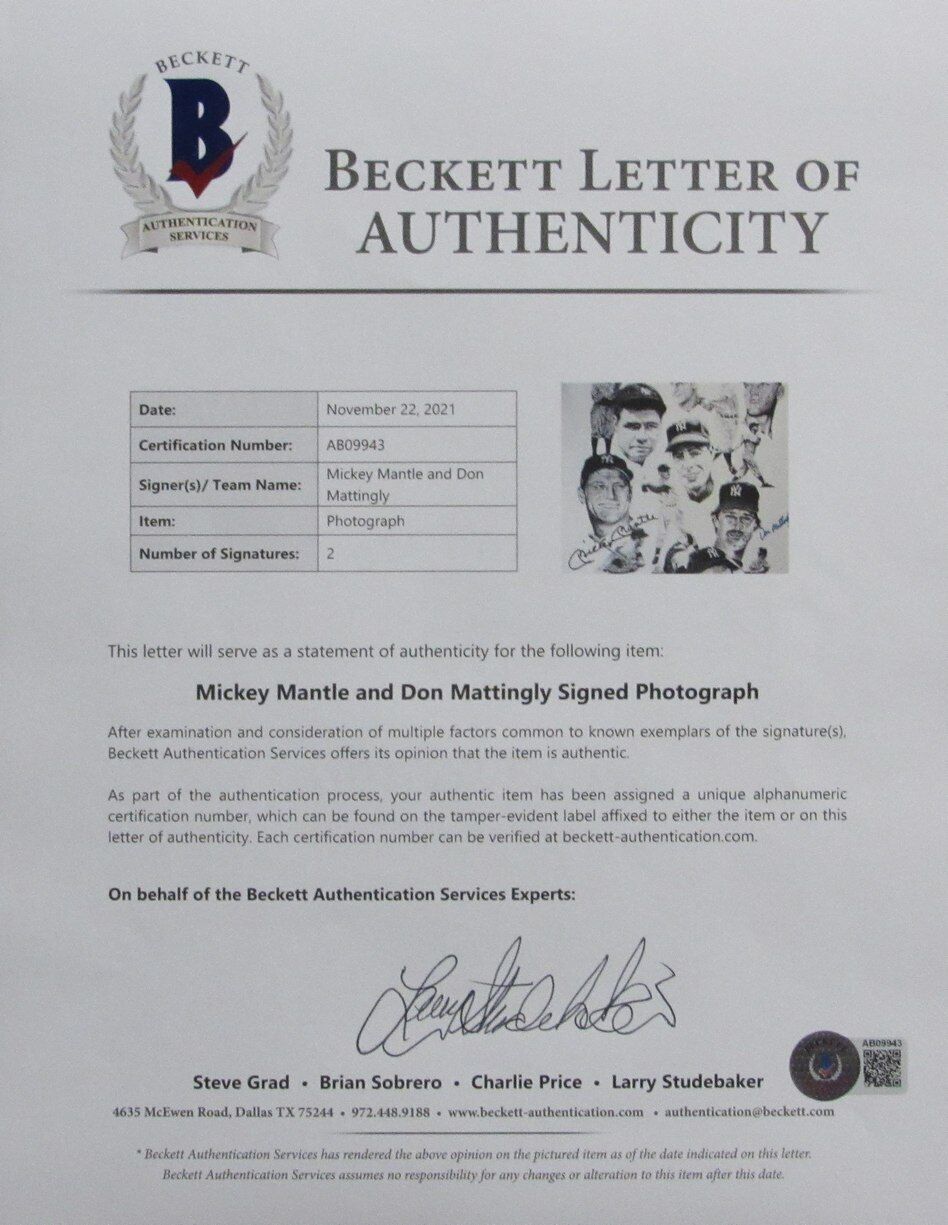 BECKETT
B
AUTHENTICATION
SERVICES
BECKETT LETTER OF
AUTHENTICITY
Date: November 22, 2021
Certification Number: AB09943
Signer(s)/ Team Name: Mickey Mantle and Don
Mattingly
Item: Photograph
Number of Signatures: 2
Mickey Mantle
Don Mattingly
This letter will serve as a statement of authenticity for the following item:
Mickey Mantle and Don Mattingly Signed Photograph
After examination and consideration of multiple factors common to known exemplars of the signature(s),
Beckett Authentication Services offers its opinion that the item is authentic.
As part of the authentication process, your authentic item has been assigned a unique alphanumeric
certification number, which can be found on the tamper-evident label affixed to either the item or on this
letter of authenticity. Each certification number can be verified at beckett-authentication.com.
On behalf of the Beckett Authentication Services Experts:
Larry Studebaker
Steve Grad • Brian Sobrero • Charlie Price • Larry Studebaker
BECKETT
AB09943
4635 McEwen Road, Dallas TX 75244 • 972.448.9188 • www.beckett-authentication.com • authentication@beckett.com
* Beckett Authentication Services has rendered the above opinion on the pictured item as of the date indicated on this letter.
Beckett Authentication Services assumes no responsibility for any changes or alteration to this item after this date.